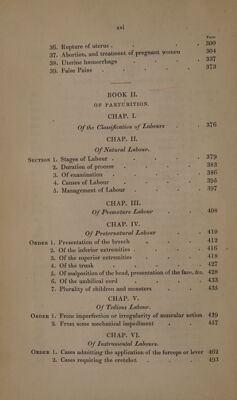 xvi
Page
36. Rupture of uterus . . . . . 300
37. Abortion, and treatment of pregnant women 304
38. Uterine hæmorrhage . . . . 337
39. False Pains . . . . . 373
BOOK II.
OF PARTURITION.
CHAP. I.
Of the Classification of Labours . . 376
CHAP. II.
Of Natural Labour.
SECTION 1. Stages of Labour . . . . . 379
2. Duration of process . . . . 383
3. Of examination . . . . . 386
4. Causes of Labour . . . . 395
5. Management of Labour . . . . 397
CHAP. III.
Of Premature Labour . . . 408
CHAP. IV.
Of Preternatural Labour . . 410
ORDER 1. Presentation of the breech . . . 412
2. Of the inferior extremities . . . . 416
3. Of the superior extremities . . . 418
4. Of the trunk . . . . . 427
5. Of malposition of the head, presentation of the face, &c. 428
6. Of the umbilical cord . . . . 433
7. Plurality of children and monsters . . 435
CHAP. V.
Of Tedious Labour.
ORDER 1. From imperfection or irregularity of muscular action 439
2. From some mechanical impediment . . 457
CHAP. VI.
Of Instrumental Labours.
ORDER 1. Cases admitting the application of the forceps or lever 462
2. Cases requiring the crotchet . . . 493